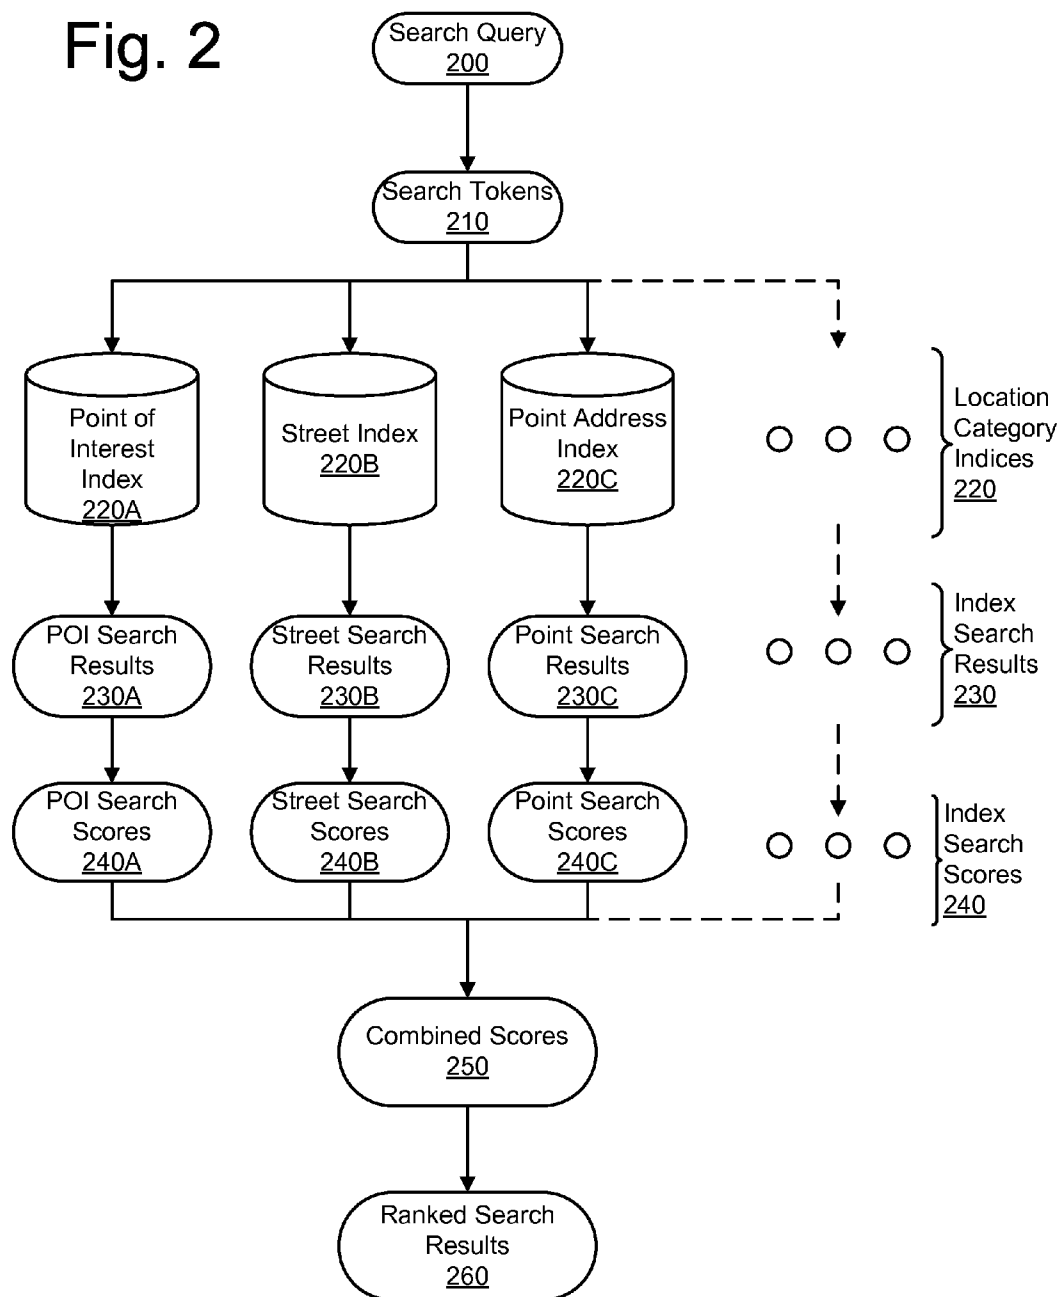 Fig. 2
Search Query
200
Search Tokens
210
Point of
Interest
Index
220A
Street Index
220B
Point Address
Index
220C
Location
Category
Indices
220
POI Search
Results
230A
Street Search
Results
230B
Point Search
Results
230C
Index
Search
Results
230
POI Search
Scores
240A
Street Search
Scores
240B
Point Search
Scores
240C
Index
Search
Scores
240
Combined Scores
250
Ranked Search
Results
260